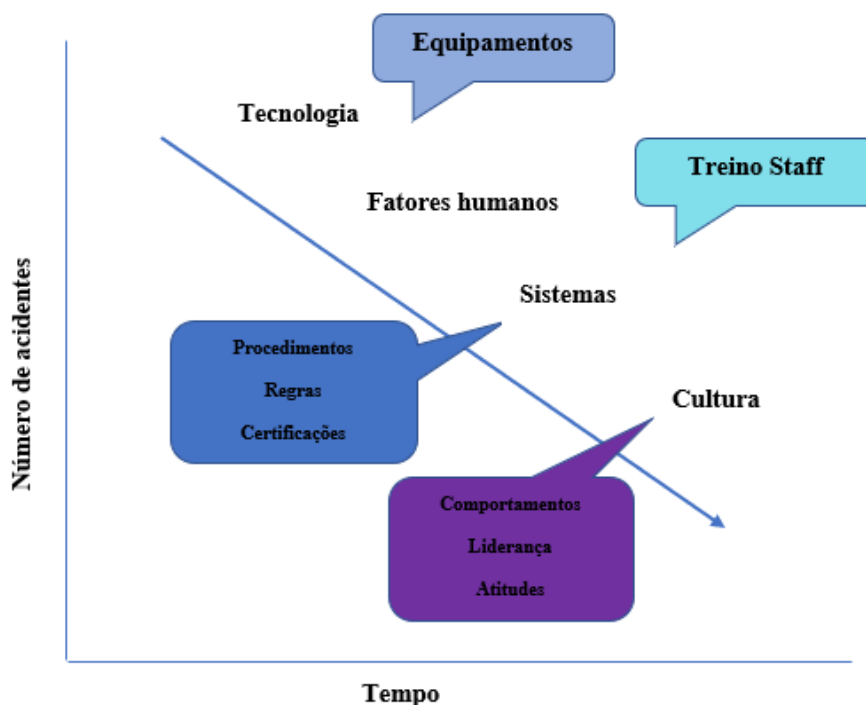 Equipamentos
Tecnologia
Treino Staff
Fatores humanos
Sistemas
Procedimentos
Regras
Certificações
Cultura
Comportamentos
Liderança
Atitudes
Número de acidentes
Tempo